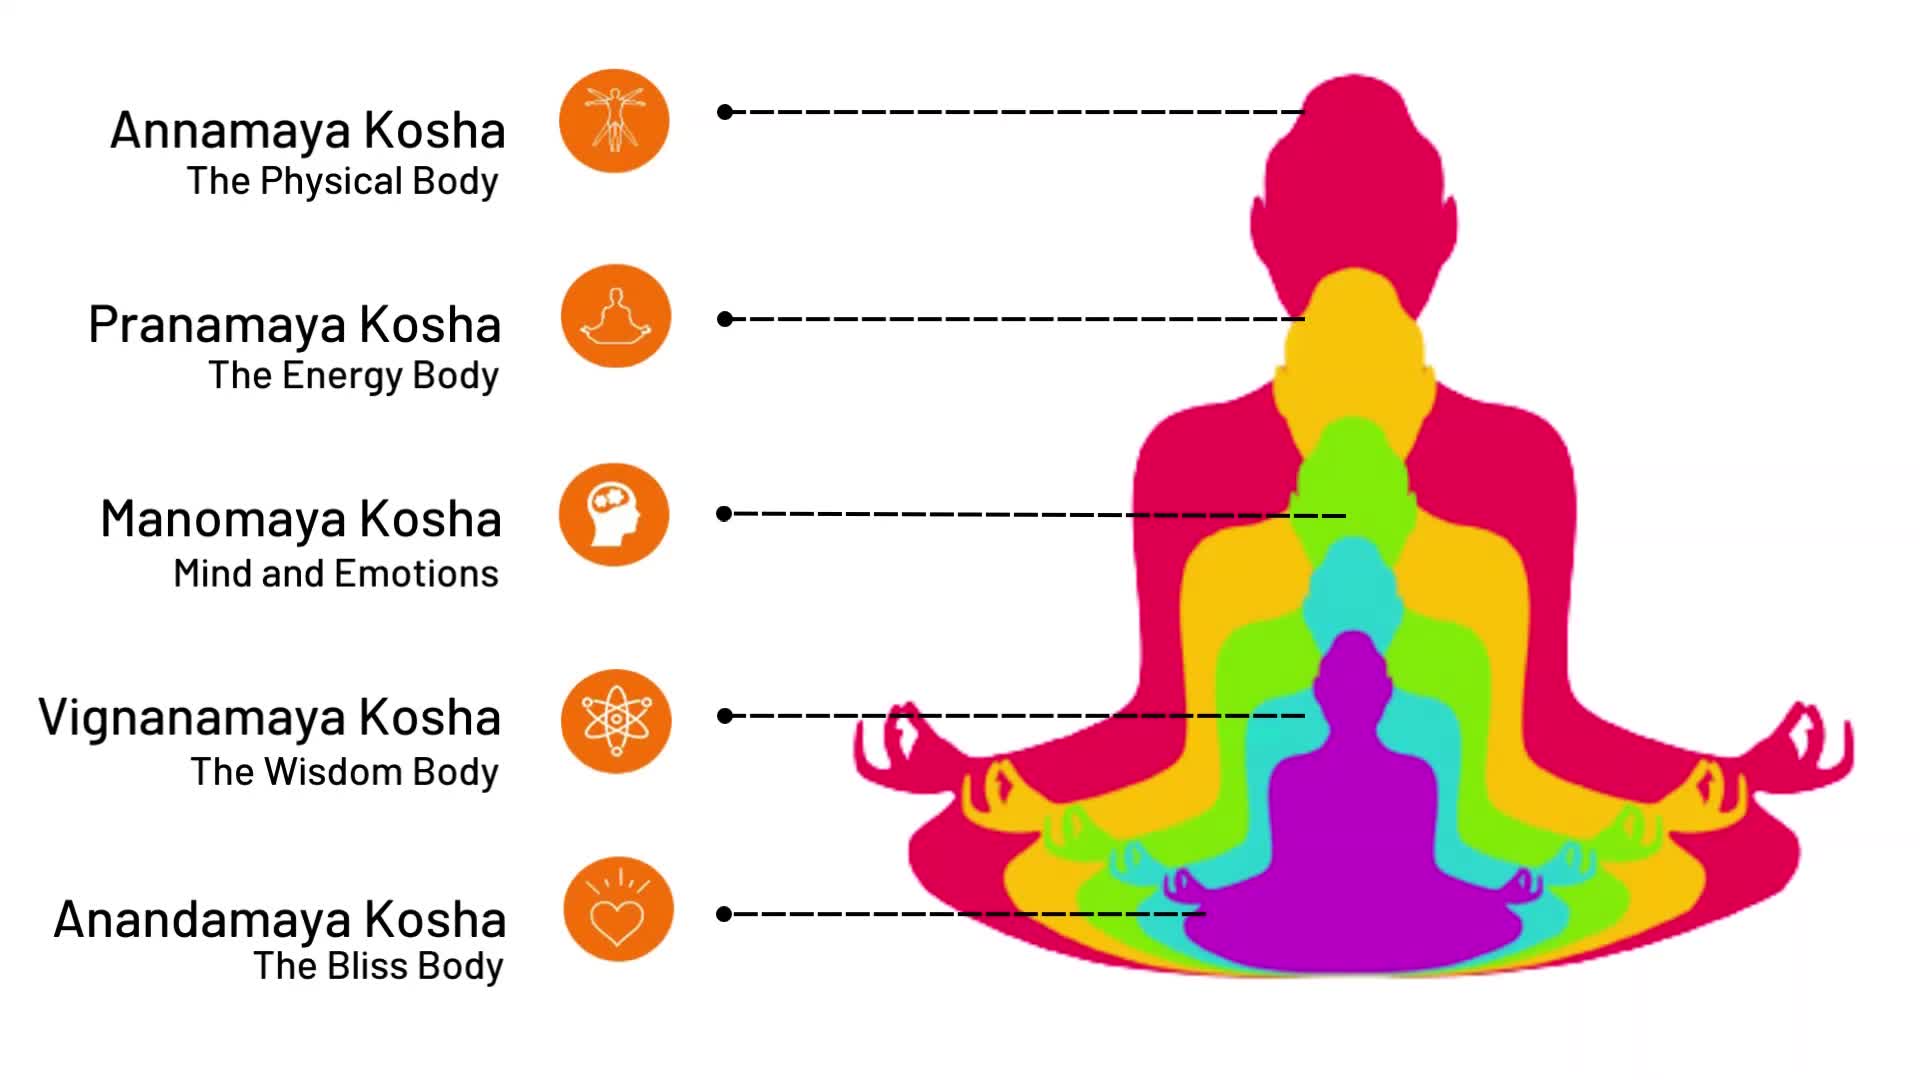 Annamaya Kosha
The Physical Body
Pranamaya Kosha
The Energy Body
Manomaya Kosha
Mind and Emotions
Vignanamaya Kosha
The Wisdom Body
Anandamaya Kosha
The Bliss Body